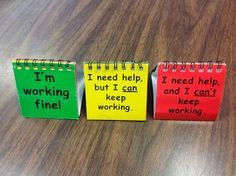 I'm
working
fine!
I need help,
but I can
keep
working.
I need help,
and I can't
keep
working.